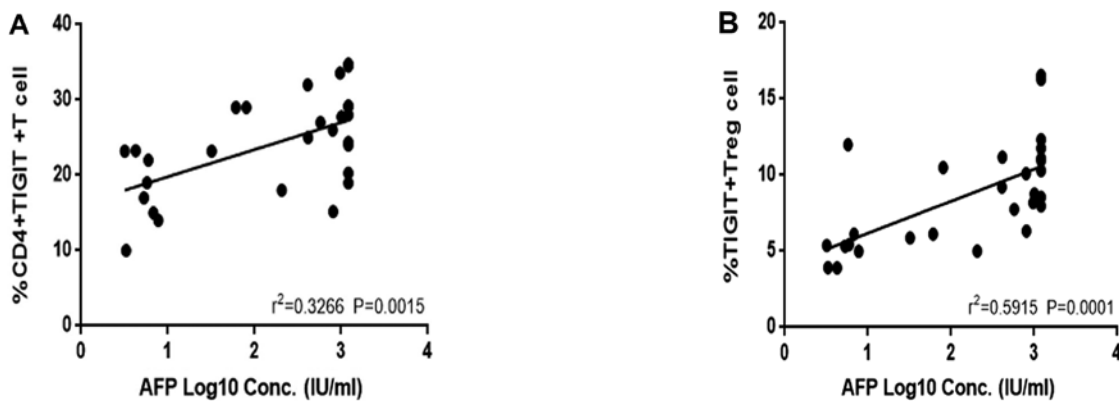 A
%CD4+TIGIT +T cell
40
30
20
10
0
r²=0.3266 P=0.0015
0 1 2 3 4
AFP Log10 Conc. (IU/ml)
B
%TIGIT+Treg cell
20
15
10
5
0
r²=0.5915 P=0.0001
0 1 2 3 4
AFP Log10 Conc. (IU/ml)